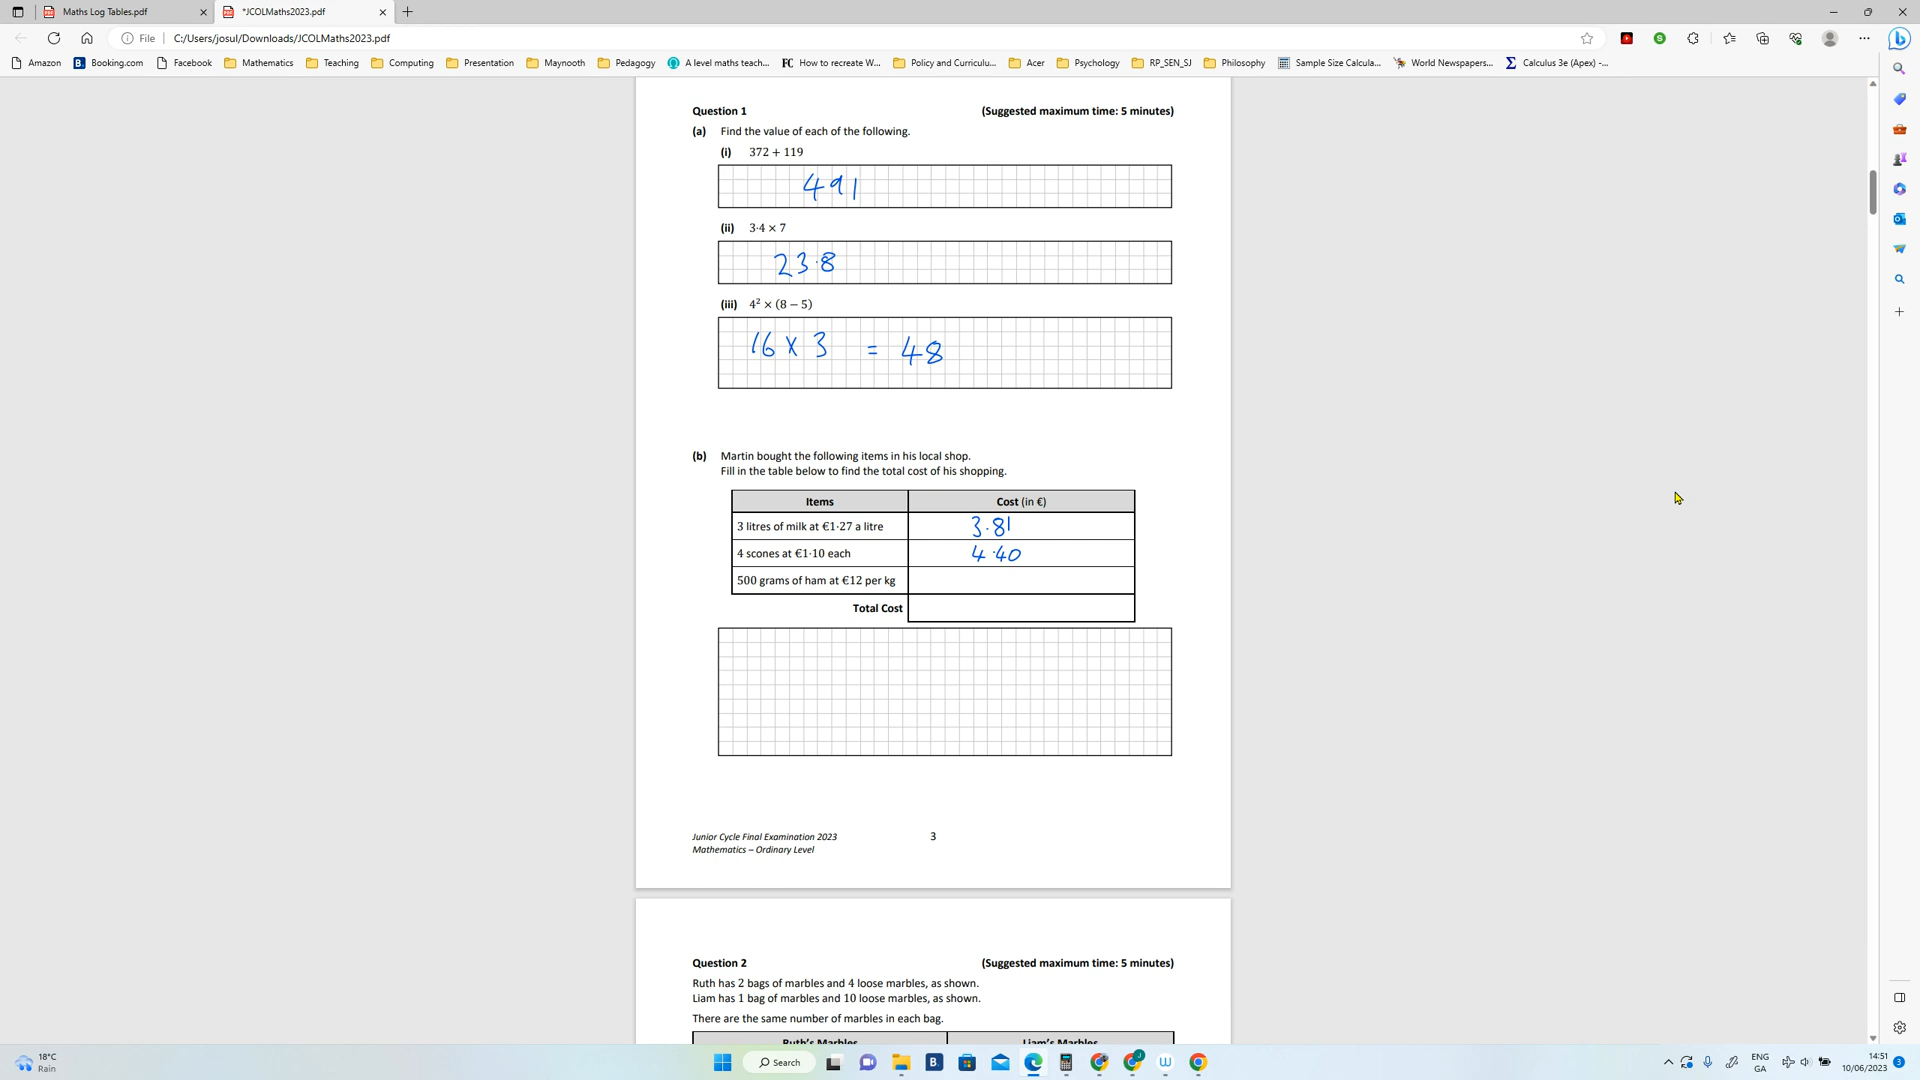 Maths Log Tables.pdf
*JCOLMaths2023.pdf
File
C:/Users/josul/Downloads/JCOLMaths2023.pdf
Amazon
Booking.com
Facebook
Mathematics
Teaching
Computing
Presentation
Maynooth
Pedagogy
A level maths teach...
How to recreate W...
Policy and Curriculu...
Acer
Psychology
RP_SEN_SJ
Philosophy
Sample Size Calcula...
World Newspapers...
Calculus 3e (Apex) -...
Question 1 (Suggested maximum time: 5 minutes)
(a) Find the value of each of the following.
(i) 372 + 119
491
(ii) 3·4 × 7
23·8
(iii) 4² × (8 − 5)
16 × 3 = 48
(b) Martin bought the following items in his local shop.
Fill in the table below to find the total cost of his shopping.
Items Cost (in €)
3 litres of milk at €1·27 a litre 3.81
4 scones at €1·10 each 4.40
500 grams of ham at €12 per kg
Total Cost
Junior Cycle Final Examination 2023 3
Mathematics – Ordinary Level
Question 2 (Suggested maximum time: 5 minutes)
Ruth has 2 bags of marbles and 4 loose marbles, as shown.
Liam has 1 bag of marbles and 10 loose marbles, as shown.
There are the same number of marbles in each bag.
Ruth's Marbles Liam's Marbles
18°C
Rain
Search
ENG
GA
14:51
10/06/2023
3